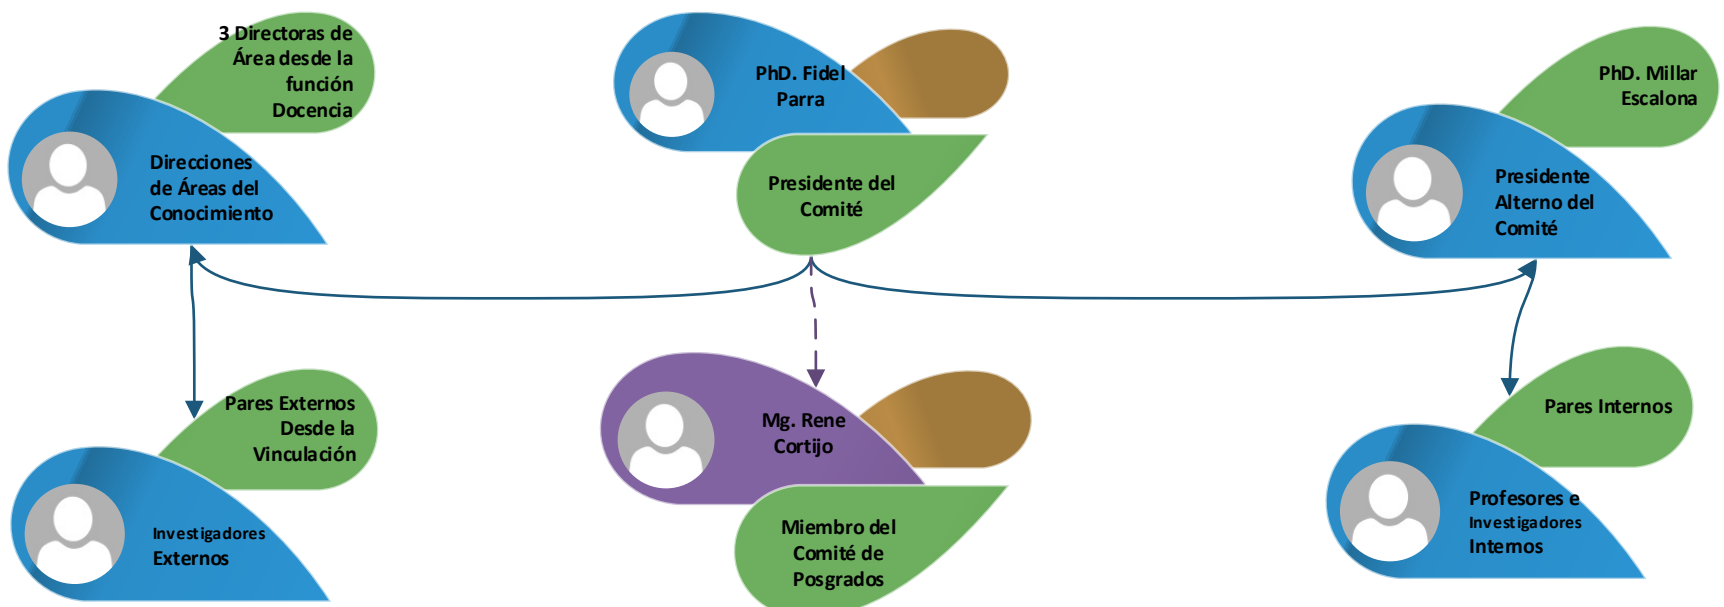 3 Directoras de
Área desde la
función
Docencia
Direcciones
de Áreas del
Conocimiento
PhD. Fidel
Parra
Presidente del
Comité
PhD. Millar
Escalona
Presidente
Alterno del
Comité
Pares Externos
Desde la
Vinculación
Investigadores
Externos
Mg. Rene
Cortijo
Miembro del
Comité de
Posgrados
Pares Internos
Profesores e
Investigadores
Internos